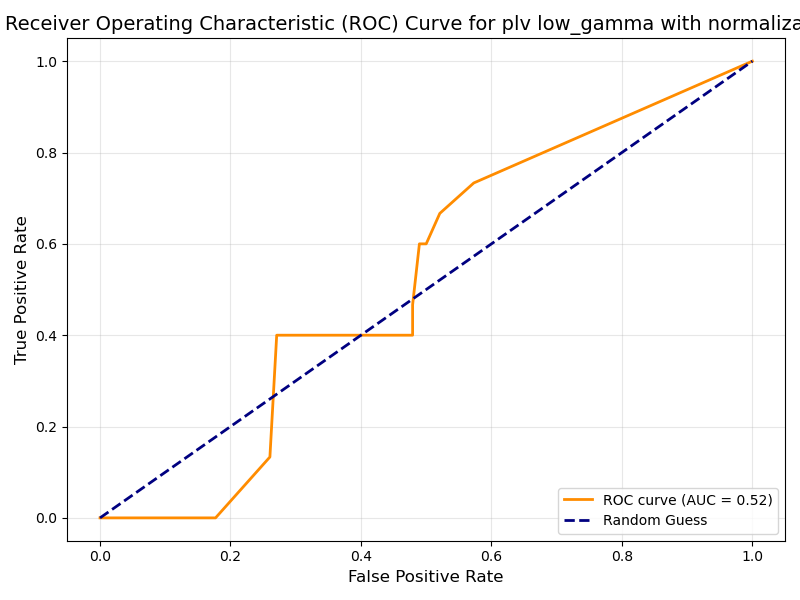 Receiver Operating Characteristic (ROC) Curve for plv low_gamma with normaliza
1.0
0.8
0.6
0.4
0.2
0.0
True Positive Rate
0.0 0.2 0.4 0.6 0.8 1.0
False Positive Rate
ROC curve (AUC = 0.52)
Random Guess